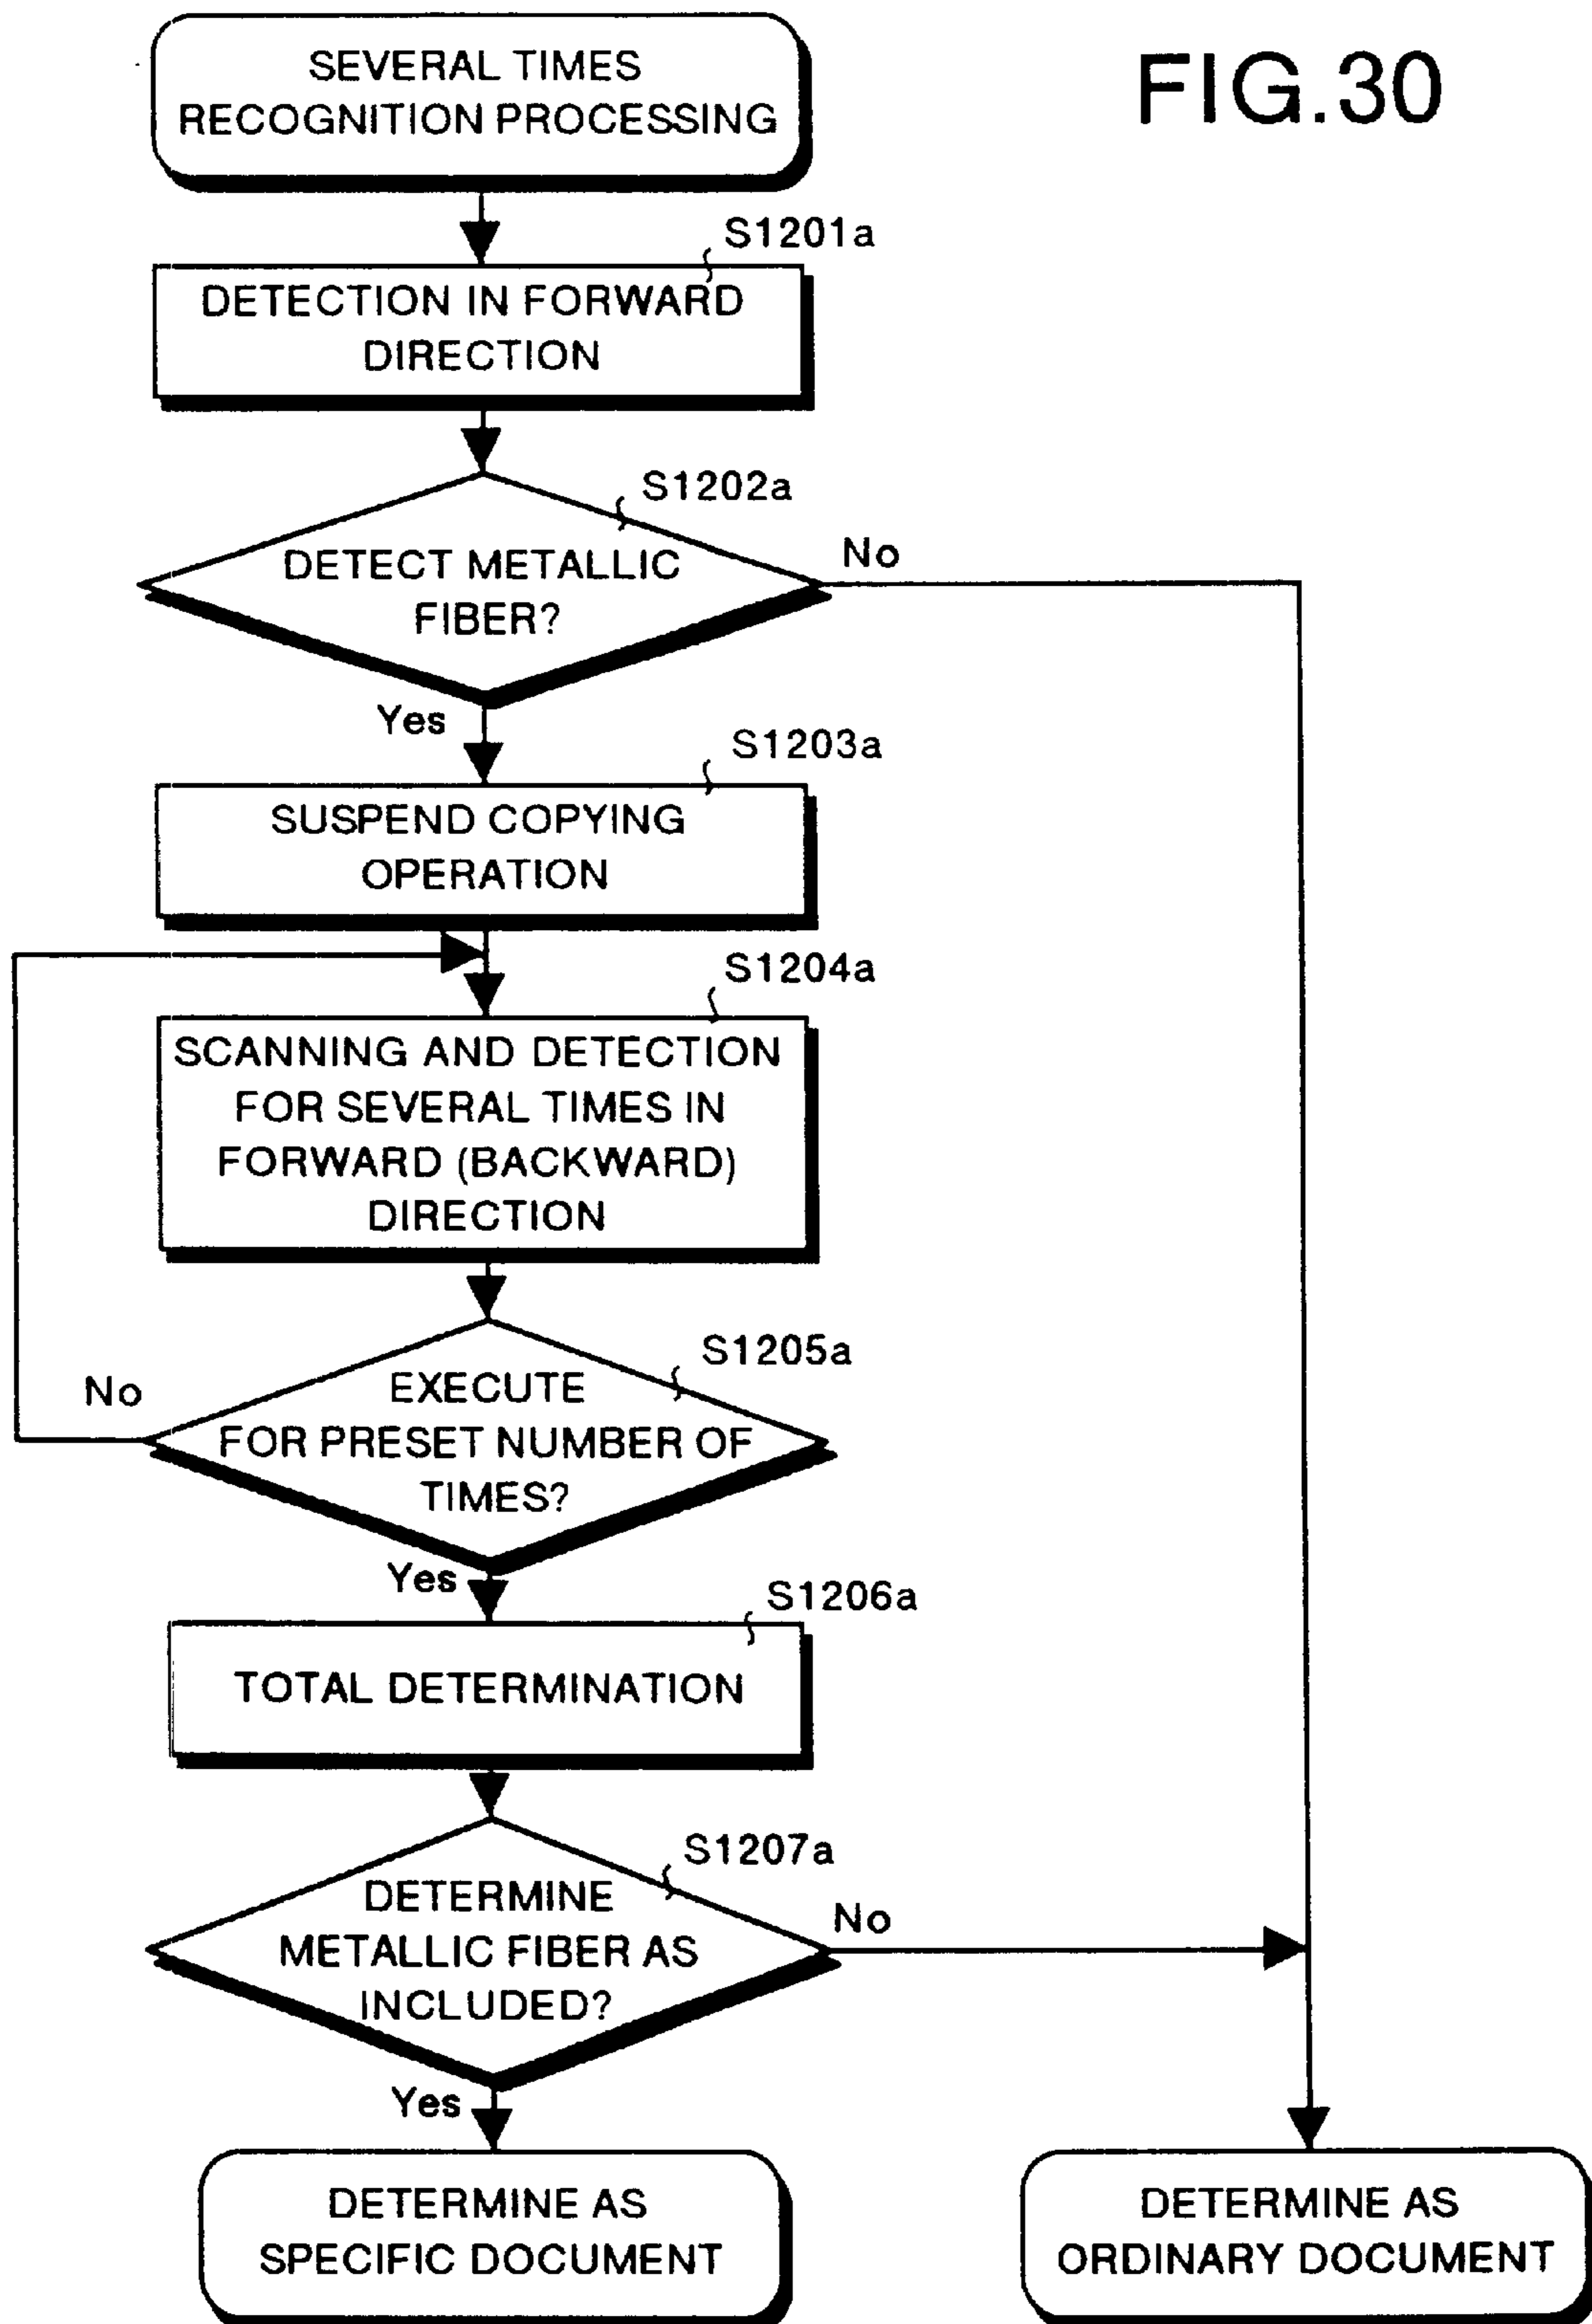 FIG.30
SEVERAL TIMES
RECOGNITION PROCESSING
S1201a
DETECTION IN FORWARD
DIRECTION
S1202a
DETECT METALLIC
FIBER?
No
Yes
S1203a
SUSPEND COPYING
OPERATION
S1204a
SCANNING AND DETECTION
FOR SEVERAL TIMES IN
FORWARD (BACKWARD)
DIRECTION
S1205a
EXECUTE
FOR PRESET NUMBER OF
TIMES?
No
Yes
S1206a
TOTAL DETERMINATION
S1207a
DETERMINE
METALLIC FIBER AS
INCLUDED?
No
Yes
DETERMINE AS
SPECIFIC DOCUMENT
DETERMINE AS
ORDINARY DOCUMENT